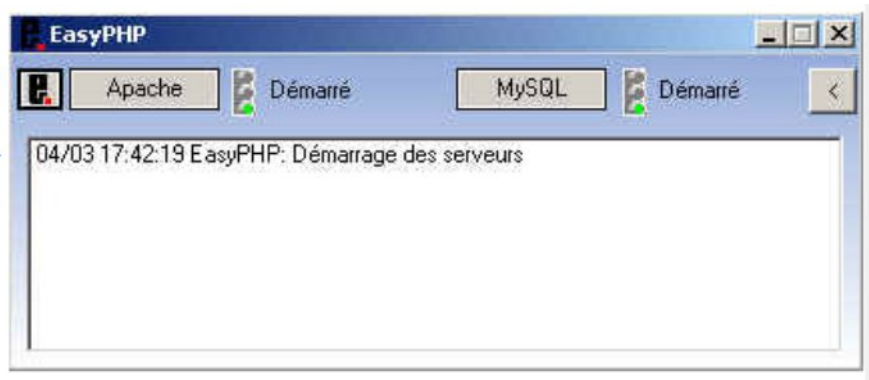 EasyPHP
Apache Démarré MySQL Démarré <
04/03 17:42:19 EasyPHP: Démarrage des serveurs